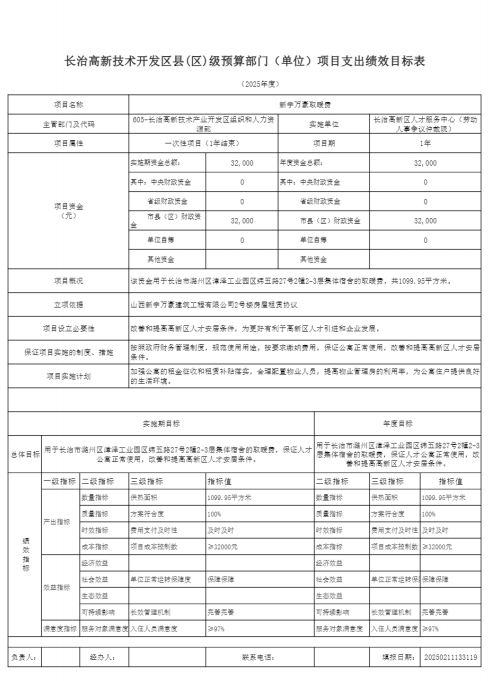 长治高新技术开发区县(区)级预算部门（单位）项目支出绩效目标表
（2025年度）
项目名称 新宇万豪取暖费
主管部门及代码 603-长治高新技术产业开发区组织和人力资源部 实施单位 长治高新区人才服务中心（劳动人事争议仲裁院）
项目属性 一次性项目（1年结束） 项目期 1年
项目资金（元）
实施期资金总额： 32,000 年度资金总额： 32,000
其中：中央财政资金 0 其中：中央财政资金 0
省级财政资金 0 省级财政资金 0
市县（区）财政资金 32,000 市县（区）财政资金 32,000
单位自筹 0 单位自筹 0
其他资金 其他资金
项目概况 该资金用于长治市潞州区漳泽工业园区纬五路27号2幢2-3层集体宿舍的取暖费，共1099.95平方米。
立项依据 山西新宇万豪建筑工程有限公司2号楼房屋租赁协议
项目设立必要性 改善和提高高新区人才安居条件，为更好有利于高新区人才引进和企业发展。
保证项目实施的制度、措施 按照政府财务管理制度，规范使用用途。按要求缴纳费用，保证公寓正常使用，改善和提高高新区人才安居条件。
项目实施计划 加强公寓的租金征收和租赁补贴落实，合理配置物业人员，提高物业管理房的利用率，为公寓住户提供良好的生活环境。
实施期目标 年度目标
总体目标 用于长治市潞州区漳泽工业园区纬五路27号2幢2-3层集体宿舍的取暖费，保证人才公寓正常使用，改善和提高高新区人才安居条件。 用于长治市潞州区漳泽工业园区纬五路27号2幢2-3层集体宿舍的取暖费，保证人才公寓正常使用，改善和提高高新区人才安居条件。
绩效指标
一级指标 二级指标 三级指标 指标值 二级指标 三级指标 指标值
产出指标
数量指标 供热面积 1099.95平方米 数量指标 供热面积 1099.95平方米
质量指标 方案符合度 100% 质量指标 方案符合度 100%
时效指标 费用支付及时性 及时及时 时效指标 费用支付及时性 及时及时
成本指标 项目成本控制数 ≥32000元 成本指标 项目成本控制数 ≥32000元
效益指标
经济效益 经济效益
社会效益 单位正常运转保障度 保障保障 社会效益 单位正常运转保 保障保障
生态效益 生态效益
可持续影响 长效管理机制 完善完善 可持续影响 长效管理机制 完善完善
满意度指标 服务对象满意度 入住人员满意度 ≥97% 服务对象满意度 入住人员满意度 ≥97%
负责人： 经办人： 联系电话： 填报日期： 20250211133119